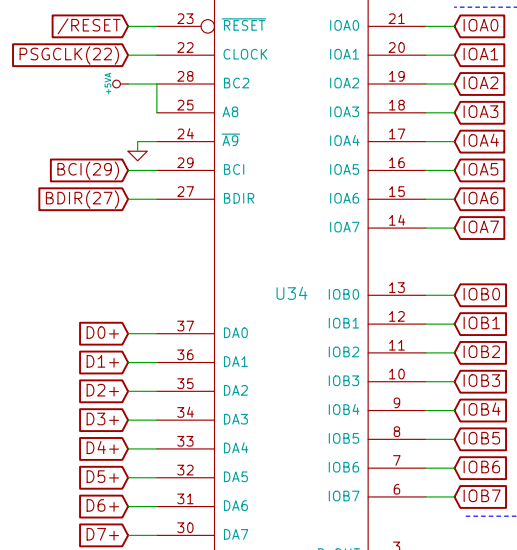 /RESET 23 RESET IOA0 21 IOA0
PSGCLK(22) 22 CLOCK IOA1 20 IOA1
+5VA 28 BC2 IOA2 19 IOA2
25 A8 IOA3 18 IOA3
24 A9 IOA4 17 IOA4
BCI(29) 29 BCI IOA5 16 IOA5
BDIR(27) 27 BDIR IOA6 15 IOA6
IOA7 14 IOA7
U34 IOB0 13 IOB0
IOB1 12 IOB1
D0+ 37 DA0 IOB2 11 IOB2
D1+ 36 DA1 IOB3 10 IOB3
D2+ 35 DA2 IOB4 9 IOB4
D3+ 34 DA3 IOB5 8 IOB5
D4+ 33 DA4 IOB6 7 IOB6
D5+ 32 DA5 IOB7 6 IOB7
D6+ 31 DA6
D7+ 30 DA7
3